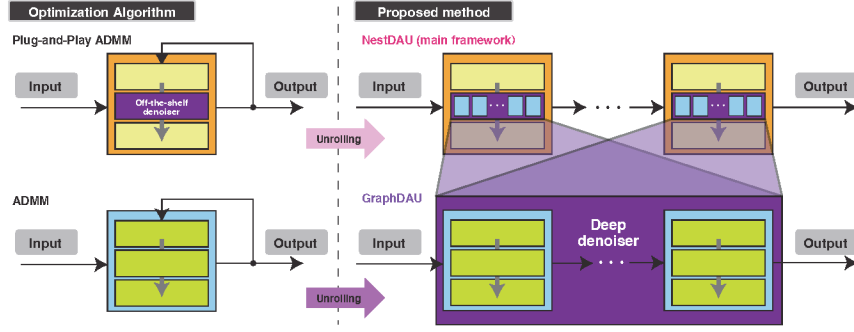 Optimization Algorithm
Proposed method
Plug-and-Play ADMM
NestDAU (main framework)
Input
Off-the-shelf
denoiser
Output
Input
. . .
Output
Unrolling
ADMM
GraphDAU
Input
Output
Input
Deep
denoiser
. . .
Output
Unrolling